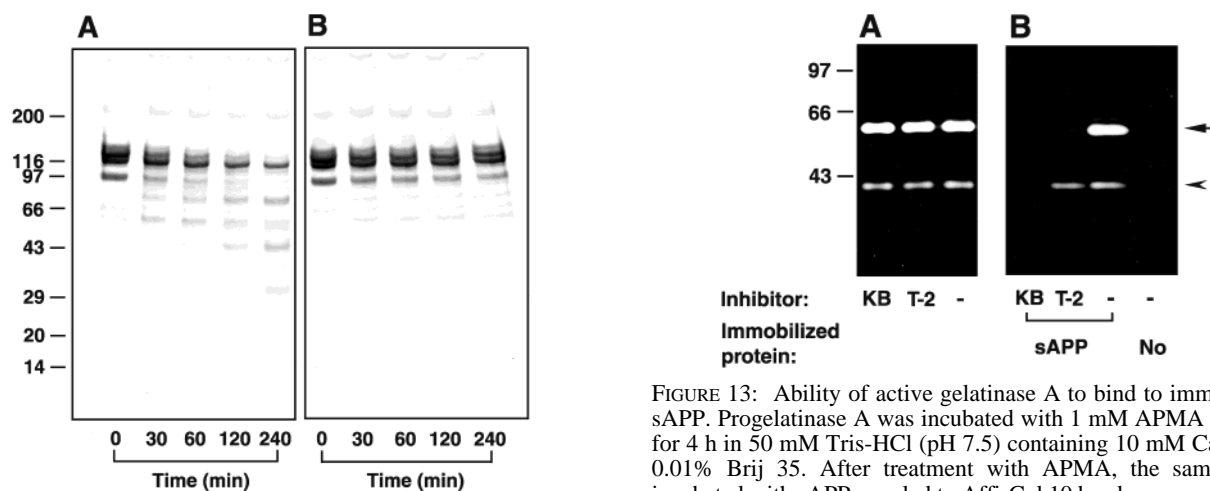 A B
200
116
97
66
43
29
20
14
0 30 60 120 240 0 30 60 120 240
Time (min) Time (min)
A B
97
66
43
Inhibitor: KB T-2 - KB T-2 - -
Immobilized
protein: sAPP No
FIGURE 13: Ability of active gelatinase A to bind to imm
sAPP. Progelatinase A was incubated with 1 mM APMA
for 4 h in 50 mM Tris-HCl (pH 7.5) containing 10 mM Ca
0.01% Brij 35. After treatment with APMA, the sam